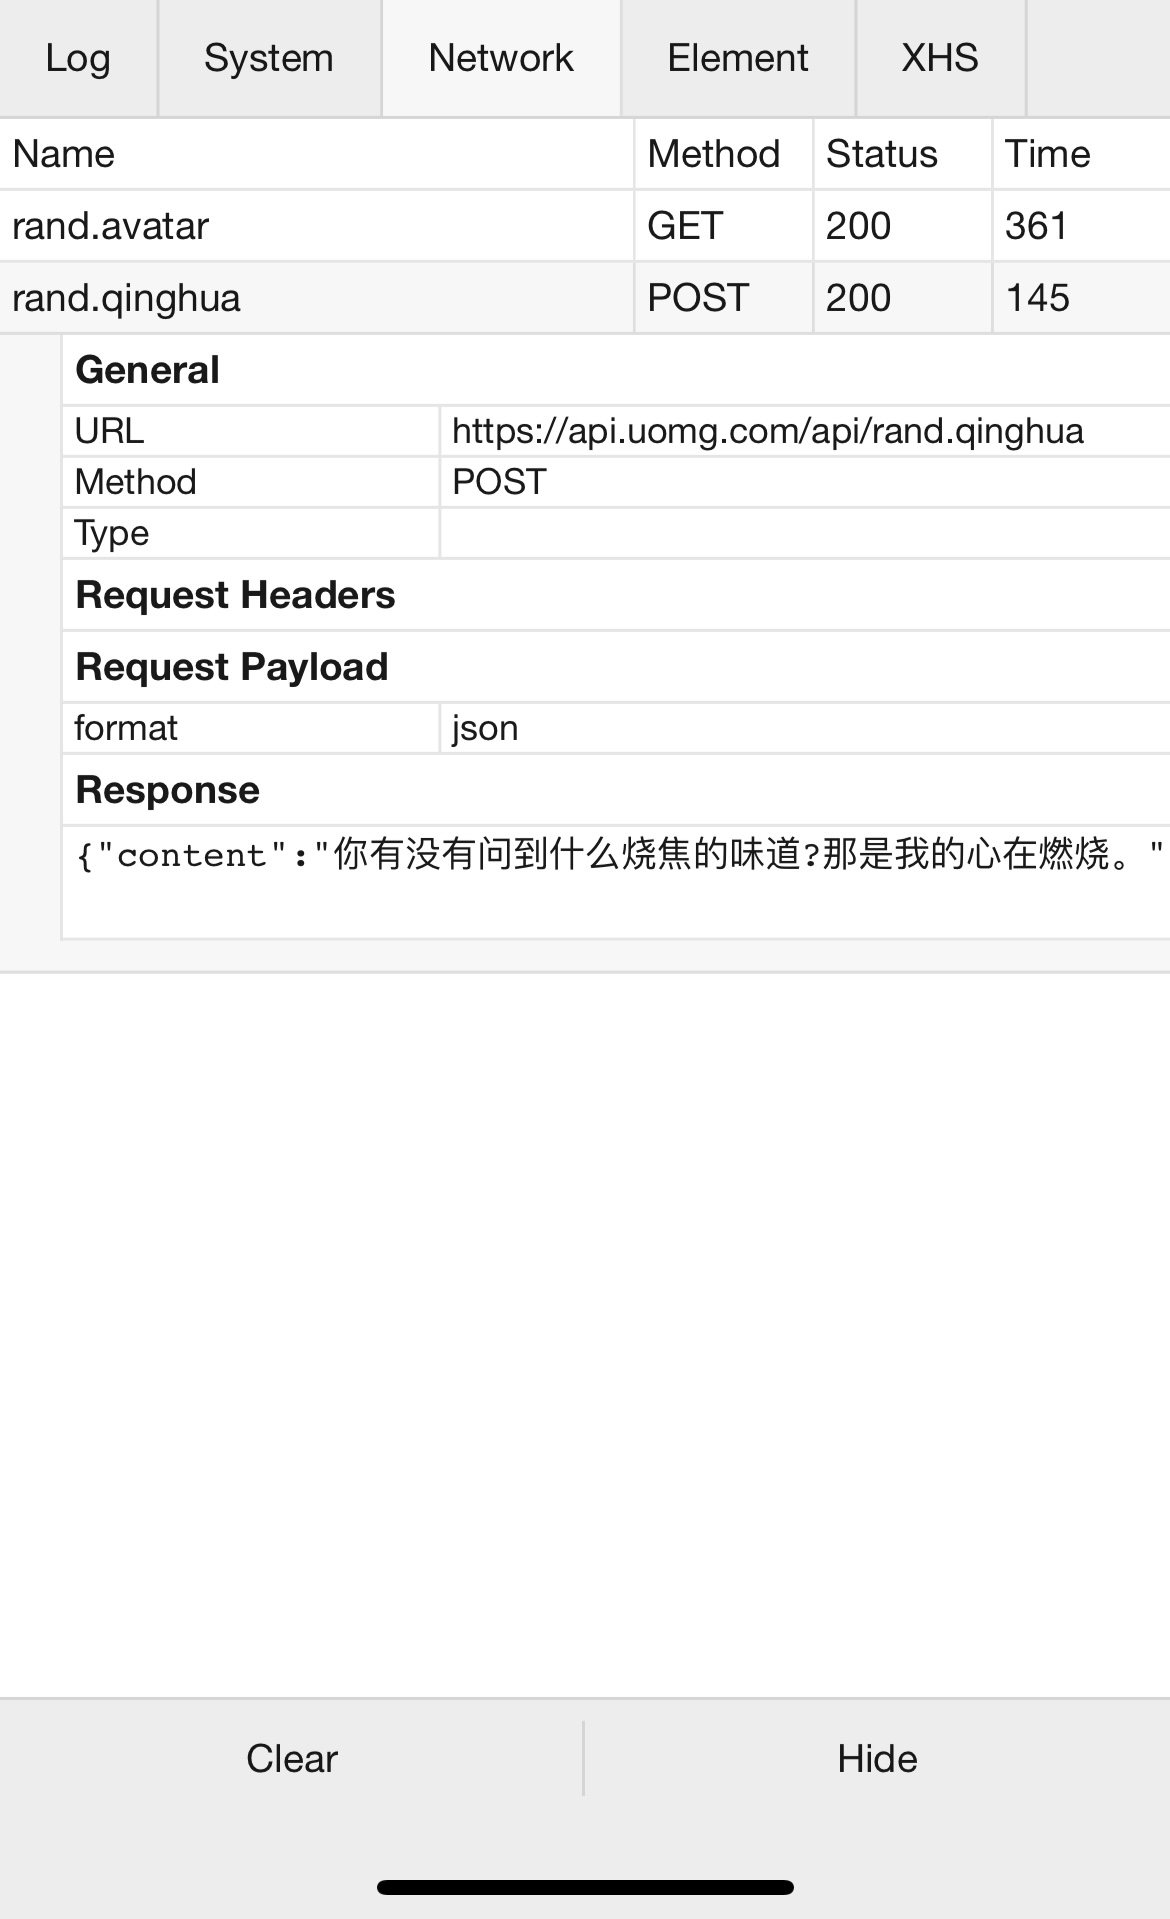 Log System Network Element XHS
Name Method Status Time
rand.avatar GET 200 361
rand.qinghua POST 200 145
General
URL https://api.uomg.com/api/rand.qinghua
Method POST
Type
Request Headers
Request Payload
format json
Response
{"content":"你有没有问到什么烧焦的味道?那是我的心在燃烧。"
Clear Hide